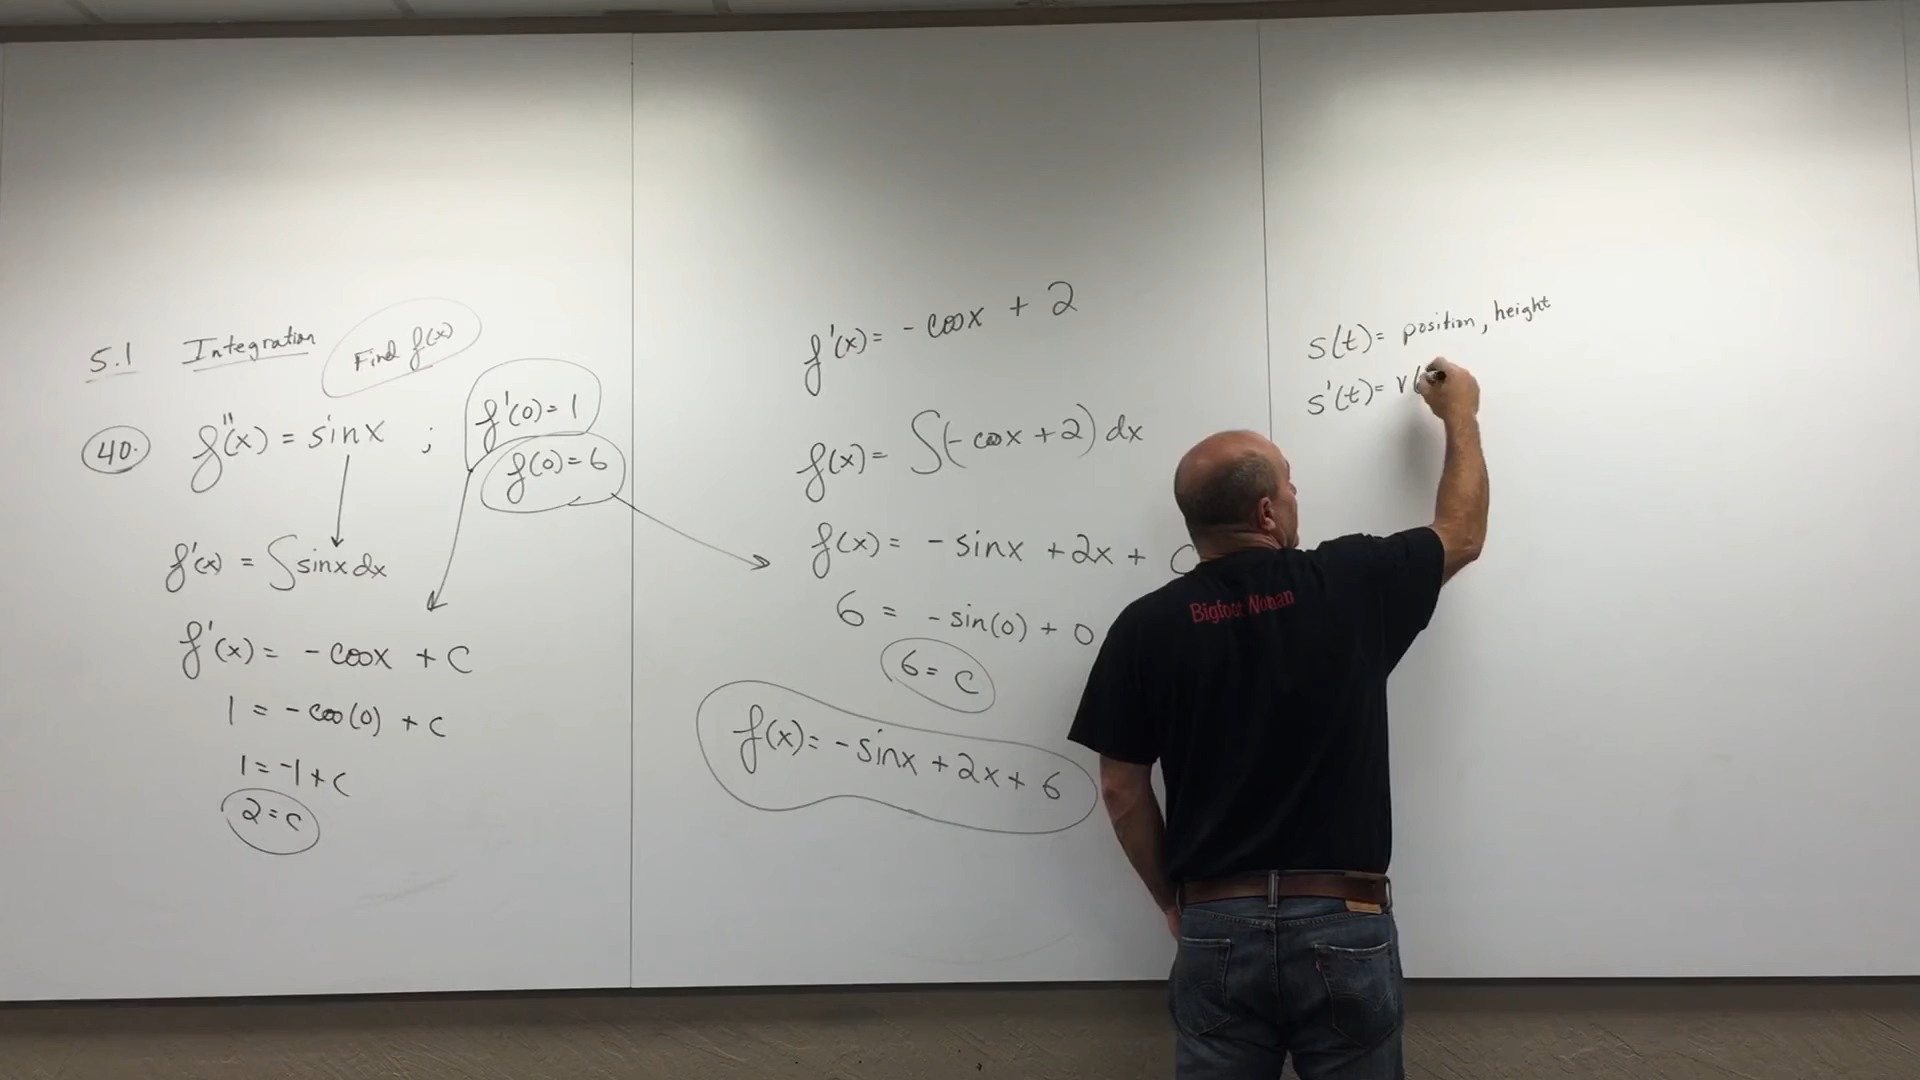 5.1 Integration Find f(x)
40. f''(x) = sinx ; f'(0) = 1
f(0) = 6
f'(x) = ∫sinx dx
f'(x) = -cosx + C
1 = -cos(0) + C
1 = -1 + C
2 = C
f'(x) = -cosx + 2
f(x) = ∫(-cosx + 2) dx
f(x) = -sinx + 2x + C
6 = -sin(0) + 0
6 = C
f(x) = -sinx + 2x + 6
s(t) = position, height
s'(t) = v(
Bigfoot